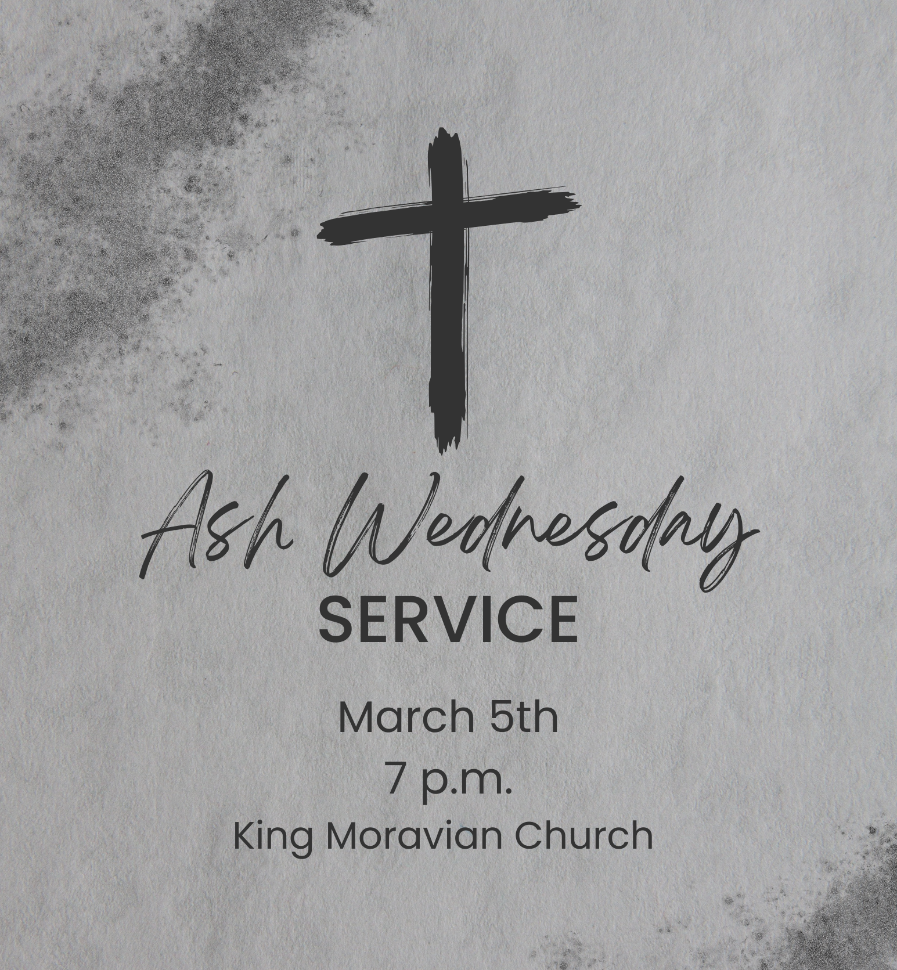 Ash Wednesday
SERVICE
March 5th
7 p.m.
King Moravian Church